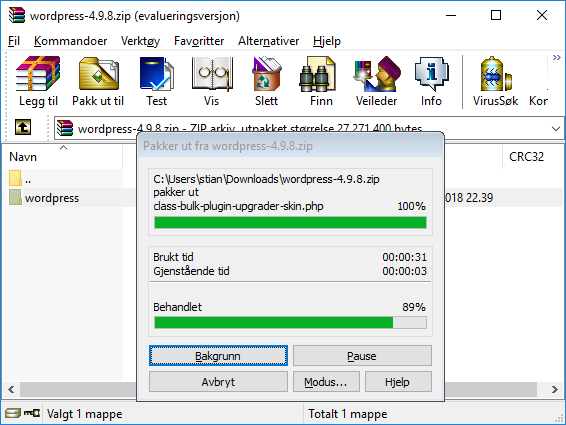 wordpress-4.9.8.zip (evalueringsversjon)
Fil Kommandoer Verktøy Favoritter Alternativer Hjelp
Legg til Pakk ut til Test Vis Slett Finn Veileder Info VirusSøk Kor
wordpress-4.9.8.zip - ZIP arkiv, utpakket størrelse 27 271 400 bytes
Navn CRC32
..
wordpress 018 22.39
Pakker ut fra wordpress-4.9.8.zip
C:\Users\stian\Downloads\wordpress-4.9.8.zip
pakker ut
class-bulk-plugin-upgrader-skin.php 100%
Brukt tid 00:00:31
Gjenstående tid 00:00:03
Behandlet 89%
Bakgrunn Pause
Avbryt Modus... Hjelp
Valgt 1 mappe Totalt 1 mappe